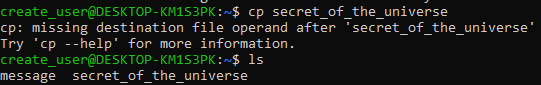 create_user@DESKTOP-KM1S3PK:~$ cp secret_of_the_universe
cp: missing destination file operand after 'secret_of_the_universe'
Try 'cp --help' for more information.
create_user@DESKTOP-KM1S3PK:~$ ls
message  secret_of_the_universe